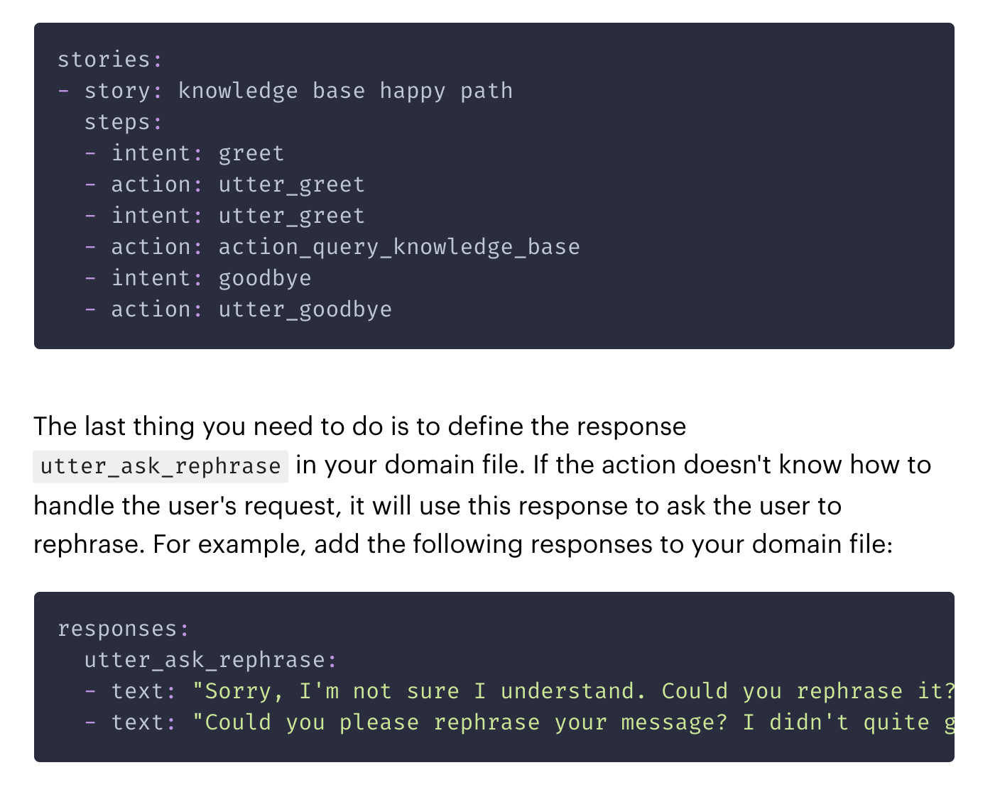 stories:
- story: knowledge base happy path
  steps:
  - intent: greet
  - action: utter_greet
  - intent: utter_greet
  - action: action_query_knowledge_base
  - intent: goodbye
  - action: utter_goodbye
The last thing you need to do is to define the response
utter_ask_rephrase in your domain file. If the action doesn't know how to
handle the user's request, it will use this response to ask the user to
rephrase. For example, add the following responses to your domain file:
responses:
  utter_ask_rephrase:
  - text: "Sorry, I'm not sure I understand. Could you rephrase it?
  - text: "Could you please rephrase your message? I didn't quite